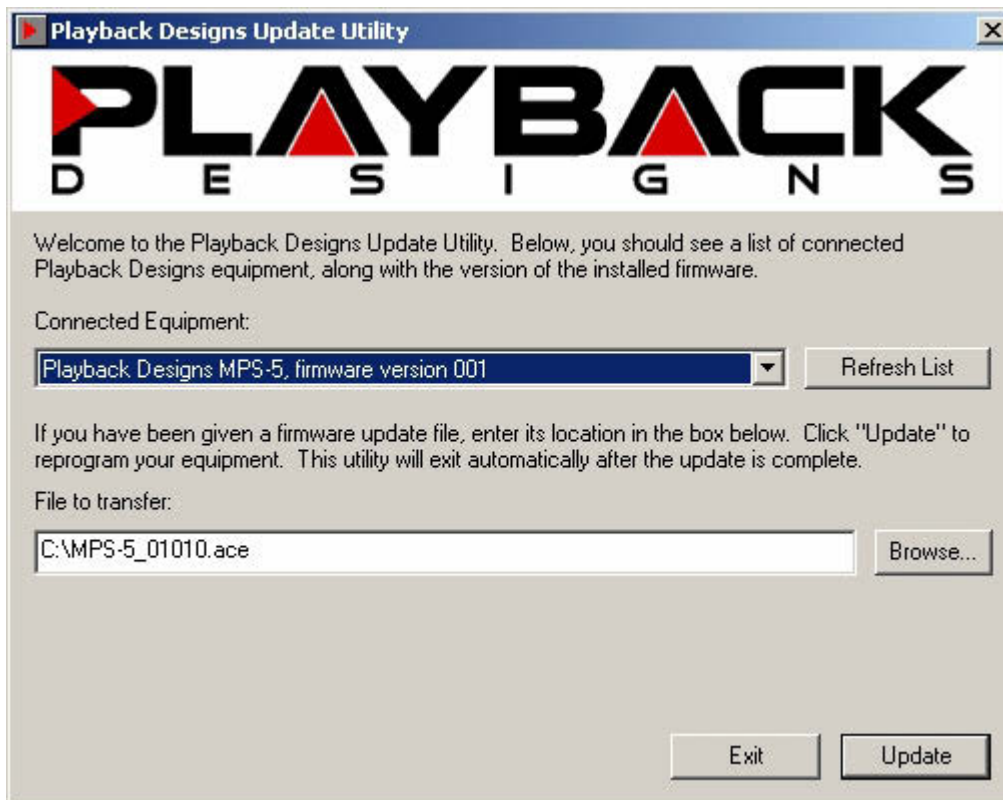 Playback Designs Update Utility
PLAYBACK
DESIGNS
Welcome to the Playback Designs Update Utility.  Below, you should see a list of connected
Playback Designs equipment, along with the version of the installed firmware.
Connected Equipment:
Playback Designs MPS-5, firmware version 001
Refresh List
If you have been given a firmware update file, enter its location in the box below.  Click "Update" to
reprogram your equipment.  This utility will exit automatically after the update is complete.
File to transfer:
C:\MPS-5_01010.ace
Browse...
Exit
Update